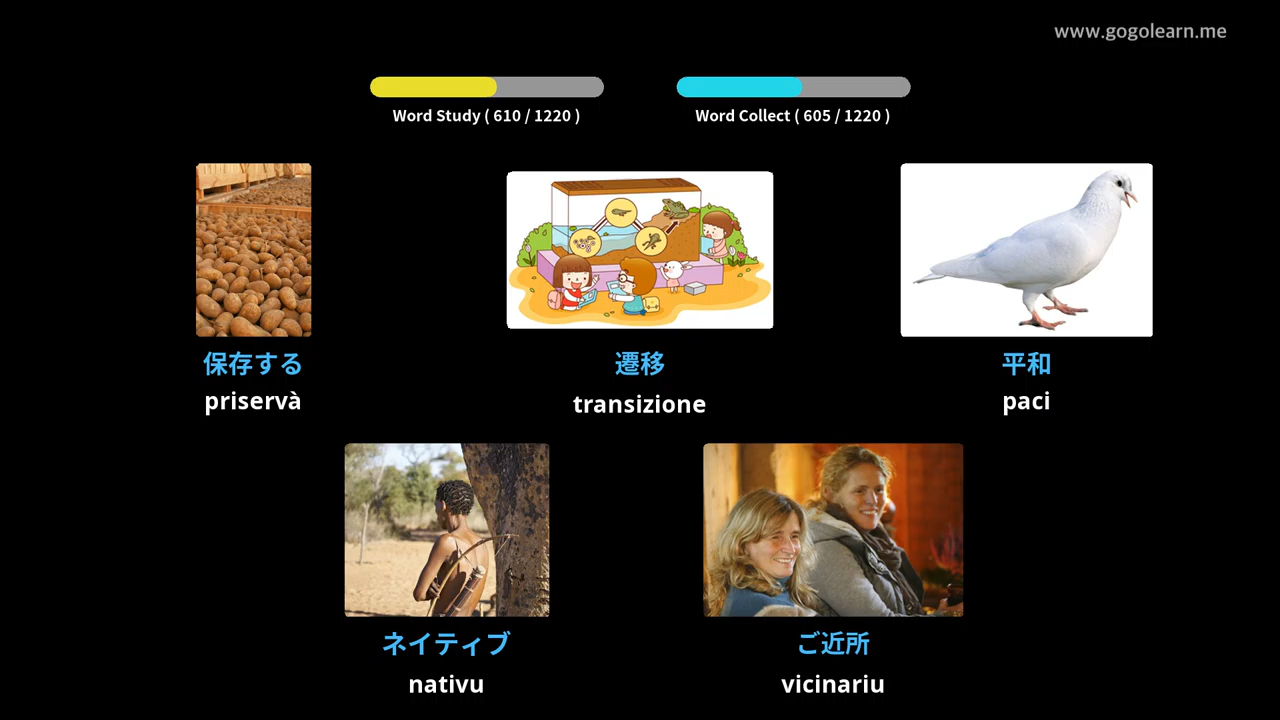 www.gogolearn.me
Word Study ( 610 / 1220 )
Word Collect ( 605 / 1220 )
保存する
遷移
平和
priservà
transizione
paci
ネイティブ
ご近所
nativu
vicinariu